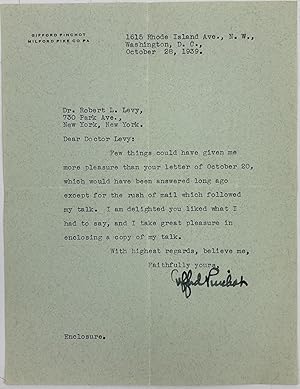 GIFFORD PINCHOT
MILFORD PIKE CO PA
1615 Rhode Island Ave., N. W.,
Washington, D. C.,
October 28, 1939.
Dr. Robert L. Levy,
730 Park Ave.,
New York, New York.
Dear Doctor Levy:
Few things could have given me
more pleasure than your letter of October 20,
which would have been answered long ago
except for the rush of mail which followed
my talk. I am delighted you liked what I
had to say, and I take great pleasure in
enclosing a copy of my talk.
With highest regards, believe me,
Faithfully yours,
Gifford Pinchot
Enclosure.